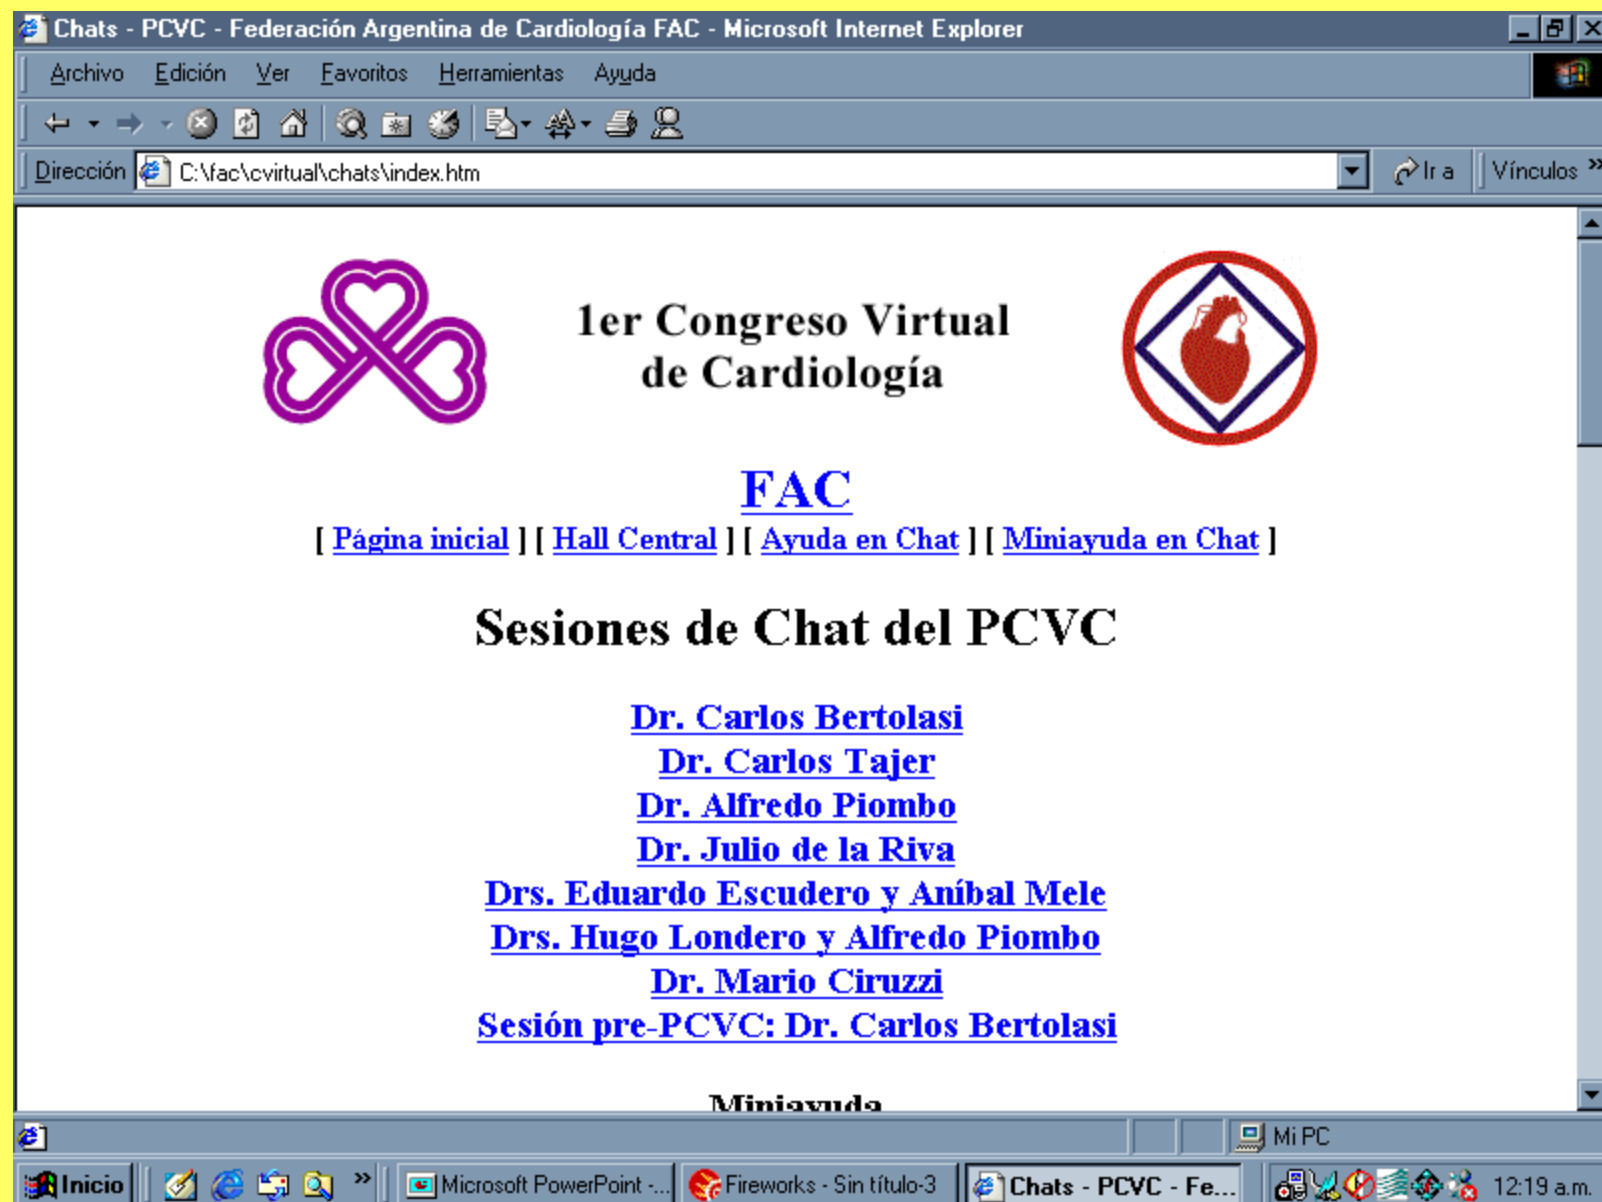 Chats - PCVC - Federación Argentina de Cardiología FAC - Microsoft Internet Explorer
Archivo Edición Ver Favoritos Herramientas Ayuda
Dirección C:\fac\cvirtual\chats\index.htm Ir a Vínculos »
1er Congreso Virtual
de Cardiología
FAC
[ Página inicial ] [ Hall Central ] [ Ayuda en Chat ] [ Miniayuda en Chat ]
Sesiones de Chat del PCVC
Dr. Carlos Bertolasi
Dr. Carlos Tajer
Dr. Alfredo Piombo
Dr. Julio de la Riva
Drs. Eduardo Escudero y Aníbal Mele
Drs. Hugo Londero y Alfredo Piombo
Dr. Mario Ciruzzi
Sesión pre-PCVC: Dr. Carlos Bertolasi
Miniayuda
Mi PC
Inicio » Microsoft PowerPoint -... Fireworks - Sin título-3 Chats - PCVC - Fe... 12:19 a.m.